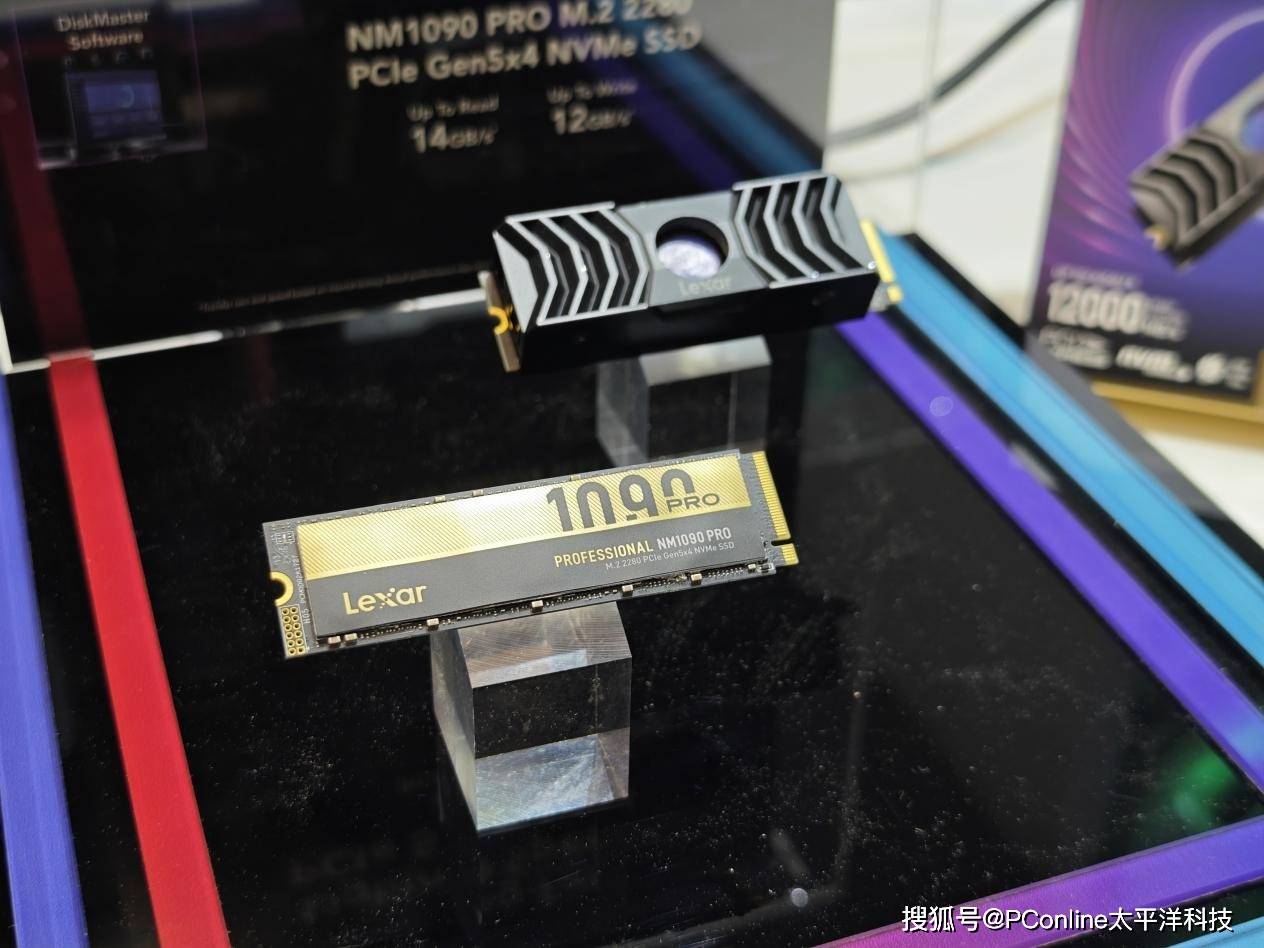 DiskMaster
Software
NM1090 PRO M.2 2280
PCIe Gen5x4 NVMe SSD
Up To Read
Up To Write
14GB/s
12GB/s
Lexar
12000
1090 PRO
PROFESSIONAL NM1090 PRO
M.2 2280 PCIe Gen5x4 NVMe SSD
Lexar
搜狐号@PConline太平洋科技